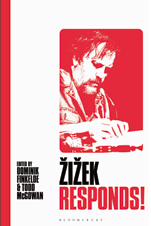 EDITED BY
DOMINIK
FINKELDE
& TODD
McGOWAN
ŽIŽEK
RESPONDS!
BLOOMSBURY